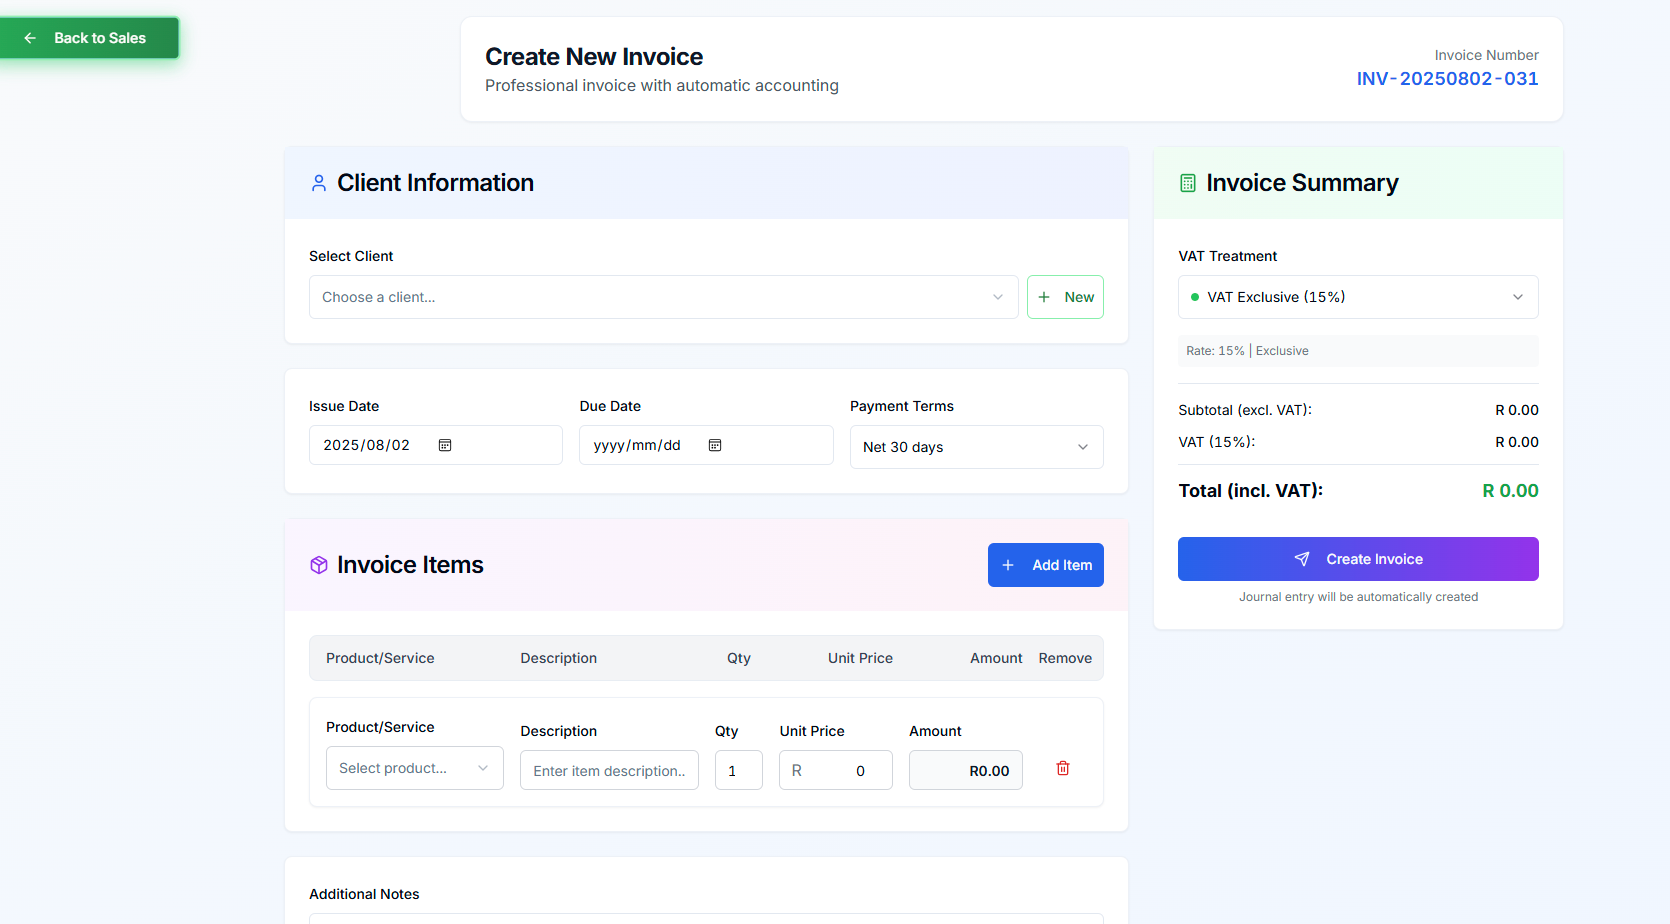 Back to Sales
Create New Invoice
Professional invoice with automatic accounting
Invoice Number
INV-20250802-031
Client Information
Select Client
Choose a client...
New
Issue Date
Due Date
Payment Terms
2025/08/02
yyyy/mm/dd
Net 30 days
Invoice Items
Add Item
Product/Service Description Qty Unit Price Amount Remove
Product/Service Description Qty Unit Price Amount
Select product... Enter item description.. 1 R 0 R0.00
Additional Notes
Invoice Summary
VAT Treatment
VAT Exclusive (15%)
Rate: 15% | Exclusive
Subtotal (excl. VAT): R 0.00
VAT (15%): R 0.00
Total (incl. VAT): R 0.00
Create Invoice
Journal entry will be automatically created